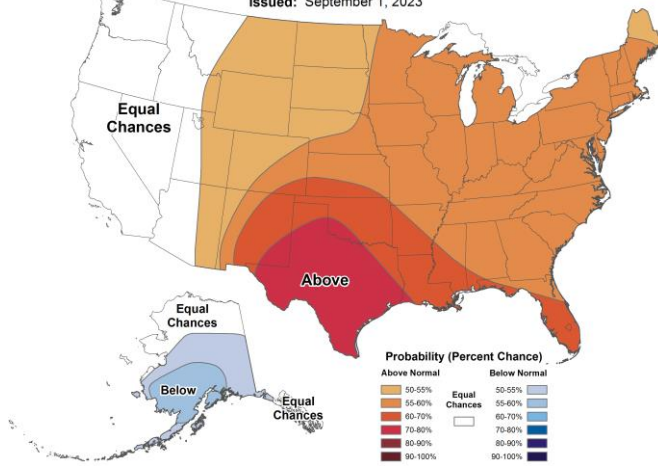 Issued: September 1, 2023
Equal
Chances
Above
Equal
Chances
Below
Equal
Chances
Probability (Percent Chance)
Above Normal
Below Normal
Equal
Chances
50-55%
55-60%
60-70%
70-80%
80-90%
90-100%
50-55%
55-60%
60-70%
70-80%
80-90%
90-100%